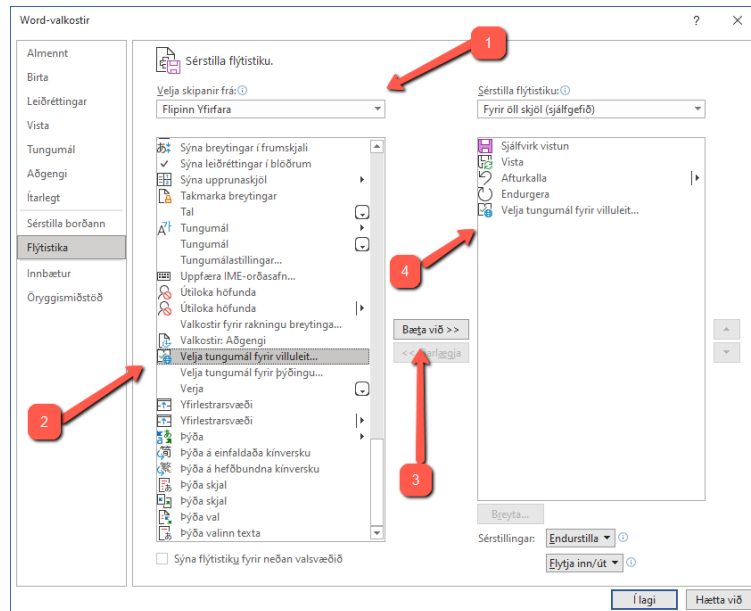 Word-valkostir
?
Almennt
Birta
Leiðréttingar
Vista
Tungumál
Aðgengi
Ítarlegt
Sérstilla borðann
Flýtistika
Innbætur
Öryggismiðstöð
Sérstilla flýtistiku.
Velja skipanir frá:
Flipinn Yfirfara
1
Sýna breytingar í frumskjali
Sýna leiðréttingar í blöðrum
Sýna upprunaskjöl
Takmarka breytingar
Tal
Tungumál
Tungumál
Tungumálastillingar...
Uppfæra IME-orðasafn...
Útiloka höfunda
Útiloka höfunda
Valkostir fyrir rakningu breytinga...
Valkostir: Aðgengi
Velja tungumál fyrir villuleit...
Velja tungumál fyrir þýðingu...
Verja
Yfirlestrarsvæði
Yfirlestrarsvæði
Þýða
Þýða á einfaldaða kínversku
Þýða á hefðbundna kínversku
Þýða skjal
Þýða skjal
Þýða val
Þýða valinn texta
2
Sýna flýtistiku fyrir neðan valsvæðið
Bæta við >>
3
Sérstilla flýtistiku:
Fyrir öll skjöl (sjálfgefið)
Sjálfvirk vistun
Vista
Afturkalla
Endurgera
Velja tungumál fyrir villuleit...
4
Breyta...
Sérstillingar:
Endurstilla
Flytja inn/út
Í lagi
Hætta við